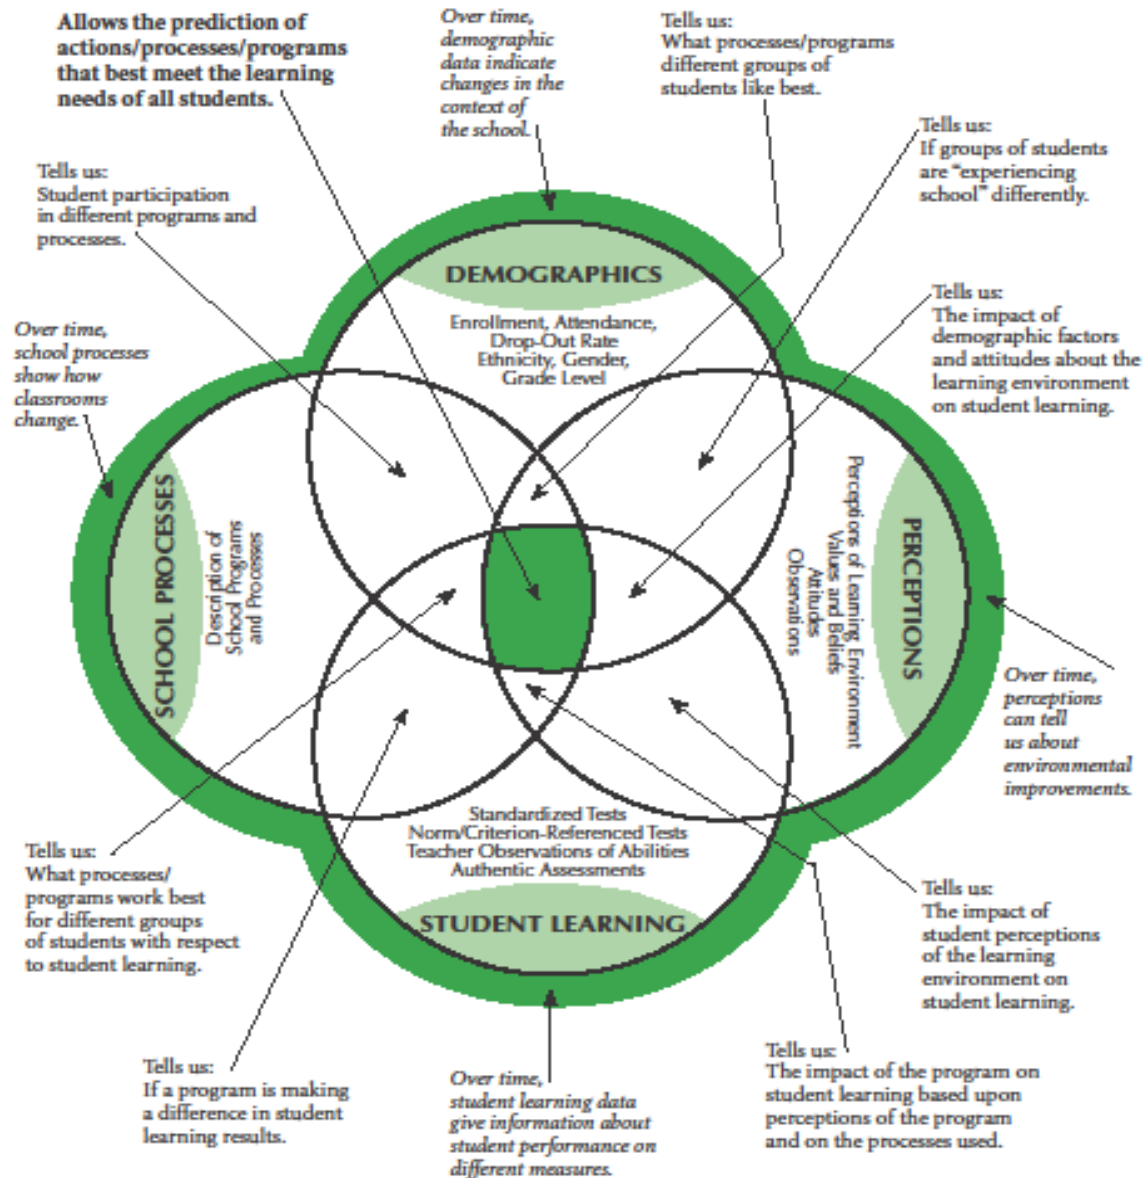 Allows the prediction of
actions/processes/programs
that best meet the learning
needs of all students.
Over time,
demographic
data indicate
changes in the
context of
the school.
Tells us:
What processes/programs
different groups of
students like best.
Tells us:
If groups of students
are “experiencing
school” differently.
Tells us:
Student participation
in different programs and
processes.
DEMOGRAPHICS
Enrollment, Attendance,
Drop-Out Rate
Ethnicity, Gender,
Grade Level
Tells us:
The impact of
demographic factors
and attitudes about the
learning environment
on student learning.
Over time,
school processes
show how
classrooms
change.
SCHOOL PROCESSES
Description of
School Programs
and Processes
PERCEPTIONS
Perceptions of Learning Environment
Values and Beliefs
Attitudes
Observations
Over time,
perceptions
can tell
us about
environmental
improvements.
Standardized Tests
Norm/Criterion-Referenced Tests
Teacher Observations of Abilities
Authentic Assessments
STUDENT LEARNING
Tells us:
What processes/
programs work best
for different groups
of students with respect
to student learning.
Tells us:
The impact of
student perceptions
of the learning
environment on
student learning.
Tells us:
If a program is making
a difference in student
learning results.
Over time,
student learning data
give information about
student performance on
different measures.
Tells us:
The impact of the program on
student learning based upon
perceptions of the program
and on the processes used.